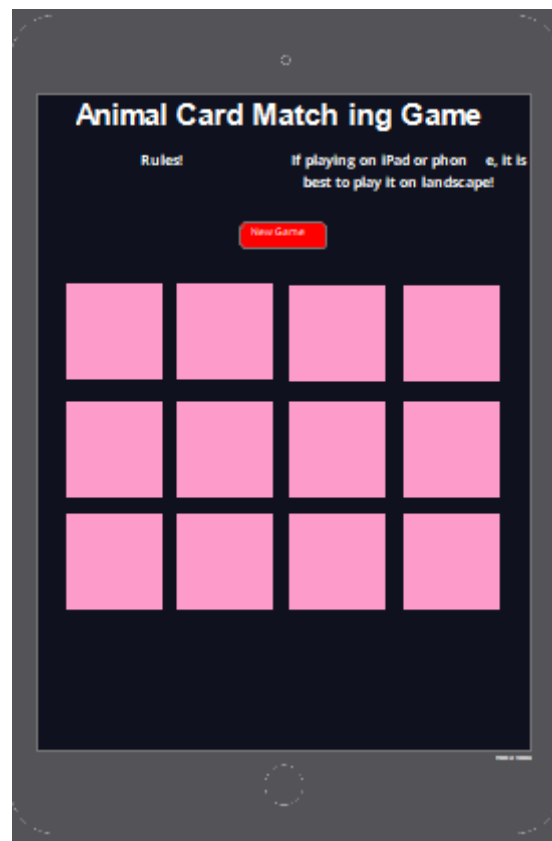 Animal Card Match ing Game
Rules!
If playing on iPad or phon e, it is
best to play it on landscape!
New Game